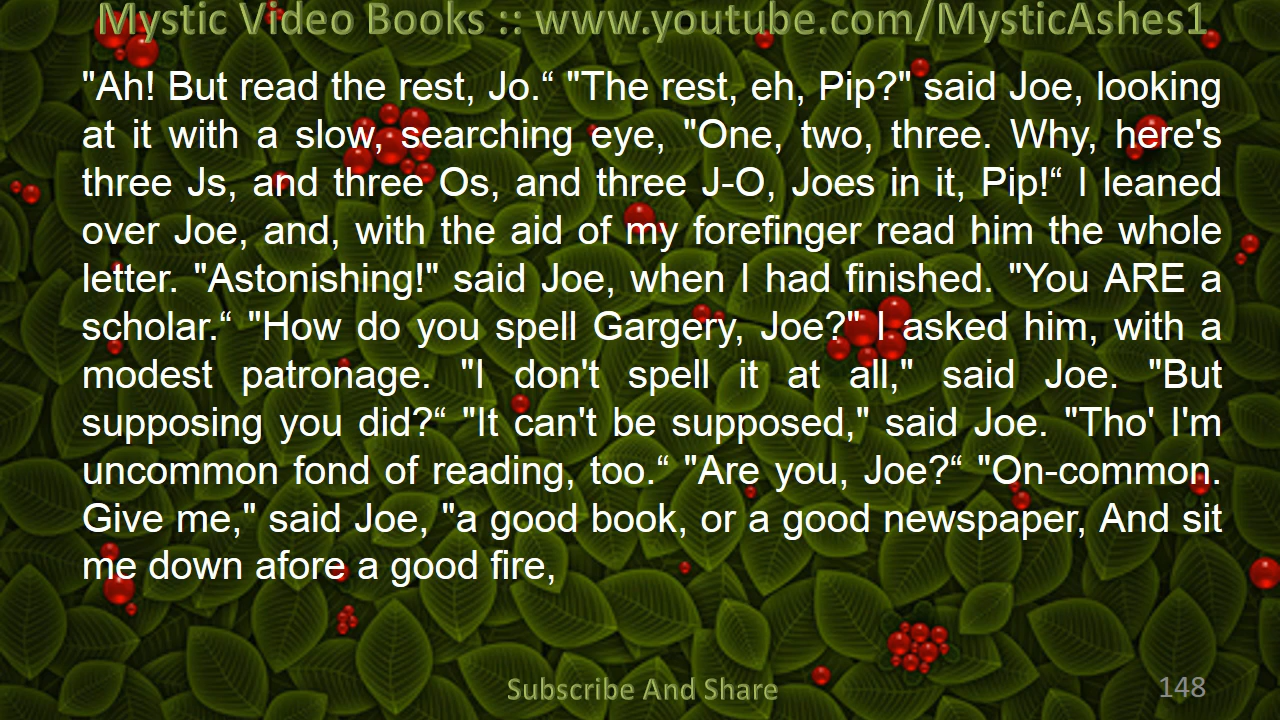 Mystic Video Books :: www.youtube.com/MysticAshes1
"Ah! But read the rest, Jo.“ "The rest, eh, Pip?" said Joe, looking
at it with a slow, searching eye, "One, two, three. Why, here's
three Js, and three Os, and three J-O, Joes in it, Pip!“ I leaned
over Joe, and, with the aid of my forefinger read him the whole
letter. "Astonishing!" said Joe, when I had finished. "You ARE a
scholar.“ "How do you spell Gargery, Joe?" I asked him, with a
modest patronage. "I don't spell it at all," said Joe. "But
supposing you did?“ "It can't be supposed," said Joe. "Tho' I'm
uncommon fond of reading, too.“ "Are you, Joe?“ "On-common.
Give me," said Joe, "a good book, or a good newspaper, And sit
me down afore a good fire,
Subscribe And Share
148